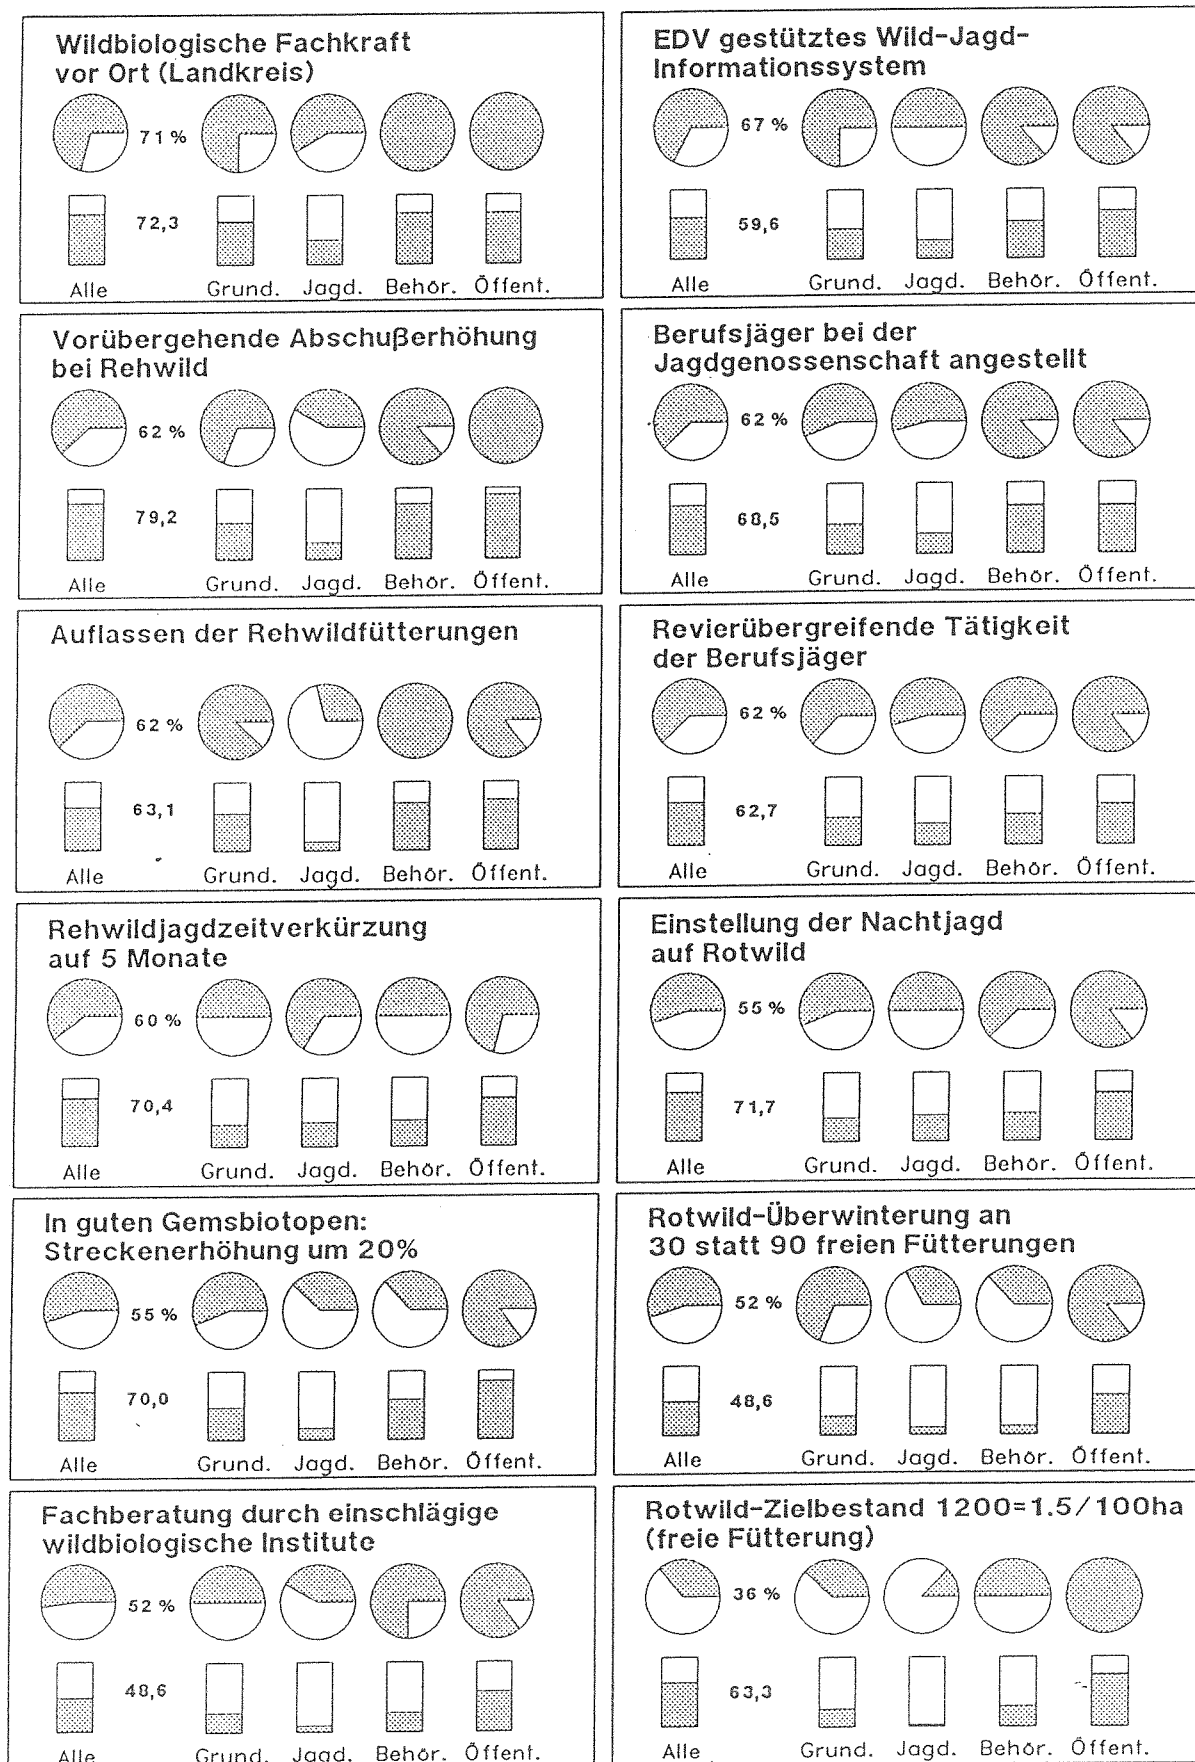 Wildbiologische Fachkraft
vor Ort (Landkreis)
71 %
72,3
Alle Grund. Jagd. Behör. Öffent.
EDV gestütztes Wild-Jagd-
Informationssystem
67 %
59,6
Alle Grund. Jagd. Behör. Öffent.
Vorübergehende Abschußerhöhung
bei Rehwild
62 %
79,2
Alle Grund. Jagd. Behör. Öffent.
Berufsjäger bei der
Jagdgenossenschaft angestellt
62 %
68,5
Alle Grund. Jagd. Behör. Öffent.
Auflassen der Rehwildfütterungen
62 %
63,1
Alle Grund. Jagd. Behör. Öffent.
Revierübergreifende Tätigkeit
der Berufsjäger
62 %
62,7
Alle Grund. Jagd. Behör. Öffent.
Rehwildjagdzeitverkürzung
auf 5 Monate
60 %
70,4
Alle Grund. Jagd. Behör. Öffent.
Einstellung der Nachtjagd
auf Rotwild
55 %
71,7
Alle Grund. Jagd. Behör. Öffent.
In guten Gemsbiotopen:
Streckenerhöhung um 20%
55 %
70,0
Alle Grund. Jagd. Behör. Öffent.
Rotwild-Überwinterung an
30 statt 90 freien Fütterungen
52 %
48,6
Alle Grund. Jagd. Behör. Öffent.
Fachberatung durch einschlägige
wildbiologische Institute
52 %
48,6
Alle Grund. Jagd. Behör. Öffent.
Rotwild-Zielbestand 1200=1.5/100ha
(freie Fütterung)
36 %
63,3
Alle Grund. Jagd. Behör. Öffent.